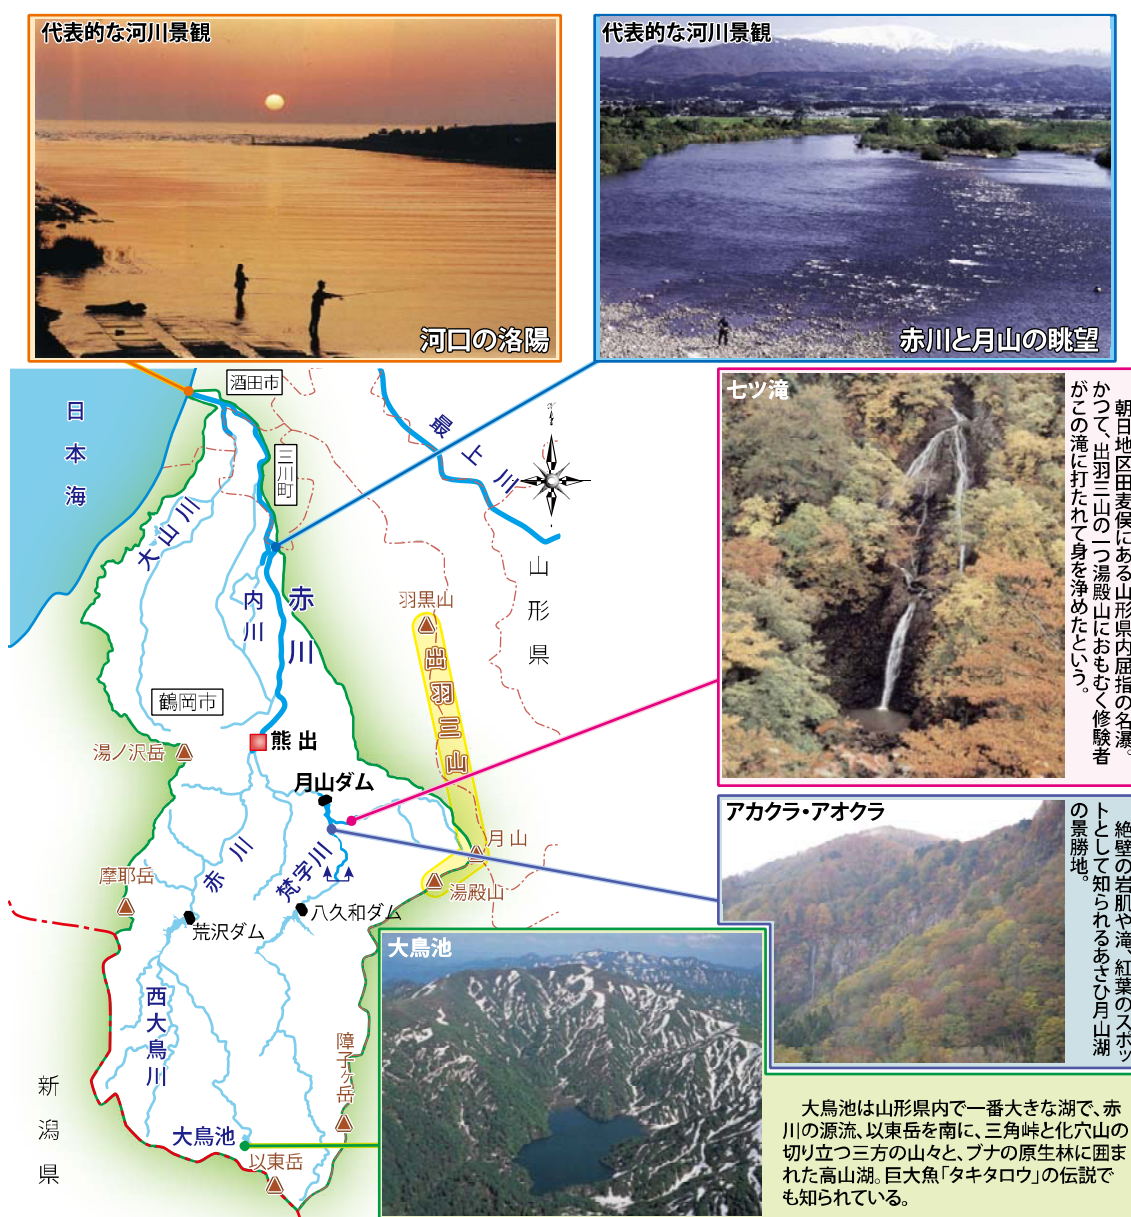 代表的な河川景観
河口の洛陽
代表的な河川景観
赤川と月山の眺望
日本海
酒田市
三川町
最上川
大山川
内川
赤川
山形県
羽黒山
出羽三山
鶴岡市
熊出
湯ノ沢岳
月山ダム
月山
湯殿山
赤川
梵字川
摩耶岳
荒沢ダム
八久和ダム
西大鳥川
障子ヶ岳
新潟県
大鳥池
以東岳
七ツ滝
朝日地区田麦俣にある山形県内屈指の名瀑。
かつて、出羽三山の一つ湯殿山におもむく修験者
がこの滝に打たれて身を浄めたという。
アカクラ・アオクラ
絶壁の岩肌や滝、紅葉のスポッ
トとして知られるあさひ月山湖
の景勝地。
大鳥池
大鳥池は山形県内で一番大きな湖で、赤
川の源流、以東岳を南に、三角峠と化穴山の
切り立つ三方の山々と、ブナの原生林に囲ま
れた高山湖。巨大魚「タキタロウ」の伝説で
も知られている。